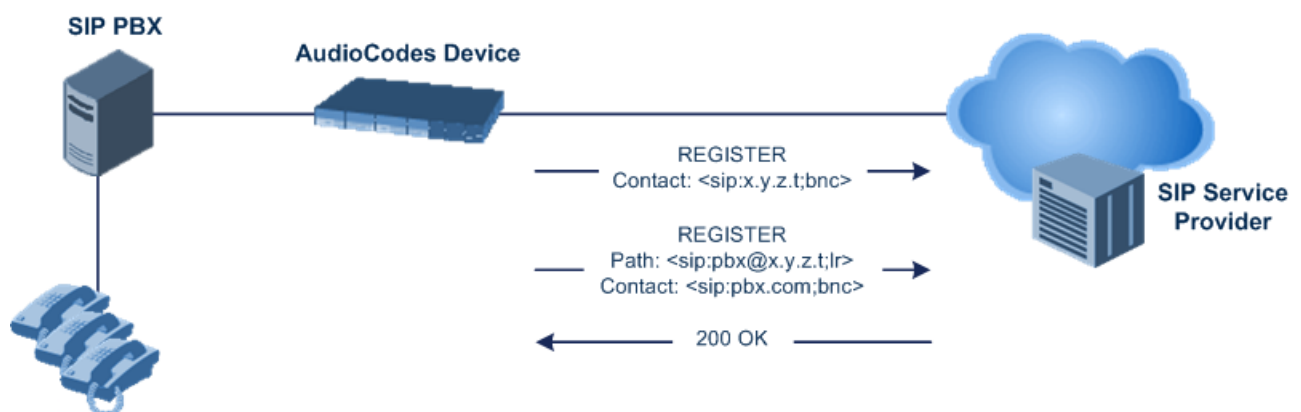 SIP PBX
AudioCodes Device
REGISTER
Contact: <sip:x.y.z.t;bnc>
SIP Service
Provider
REGISTER
Path: <sip:pbx@x.y.z.t;lr>
Contact: <sip:pbx.com;bnc>
200 OK